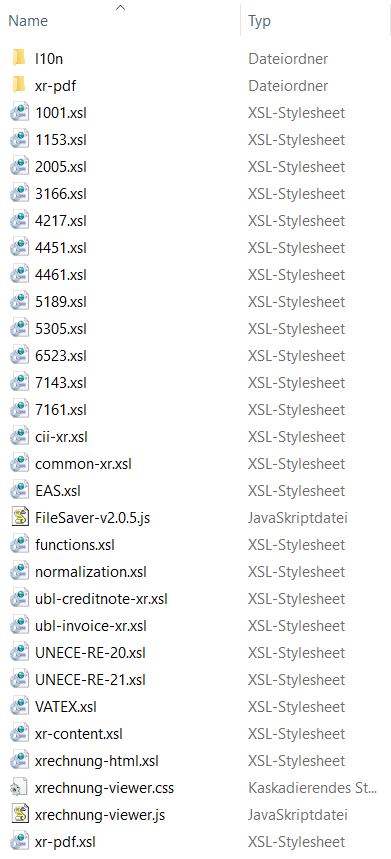 Name Typ
l10n Dateiordner
xr-pdf Dateiordner
1001.xsl XSL-Stylesheet
1153.xsl XSL-Stylesheet
2005.xsl XSL-Stylesheet
3166.xsl XSL-Stylesheet
4217.xsl XSL-Stylesheet
4451.xsl XSL-Stylesheet
4461.xsl XSL-Stylesheet
5189.xsl XSL-Stylesheet
5305.xsl XSL-Stylesheet
6523.xsl XSL-Stylesheet
7143.xsl XSL-Stylesheet
7161.xsl XSL-Stylesheet
cii-xr.xsl XSL-Stylesheet
common-xr.xsl XSL-Stylesheet
EAS.xsl XSL-Stylesheet
FileSaver-v2.0.5.js JavaSkriptdatei
functions.xsl XSL-Stylesheet
normalization.xsl XSL-Stylesheet
ubl-creditnote-xr.xsl XSL-Stylesheet
ubl-invoice-xr.xsl XSL-Stylesheet
UNECE-RE-20.xsl XSL-Stylesheet
UNECE-RE-21.xsl XSL-Stylesheet
VATEX.xsl XSL-Stylesheet
xr-content.xsl XSL-Stylesheet
xrechnung-html.xsl XSL-Stylesheet
xrechnung-viewer.css Kaskadierendes St...
xrechnung-viewer.js JavaSkriptdatei
xr-pdf.xsl XSL-Stylesheet